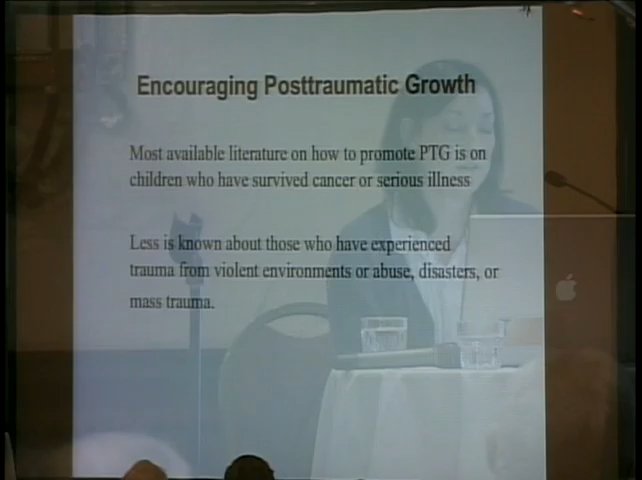 Encouraging Posttraumatic Growth
Most available literature on how to promote PTG is on
children who have survived cancer or serious illness
Less is known about those who have experienced
trauma from violent environments or abuse, disasters, or
mass trauma.